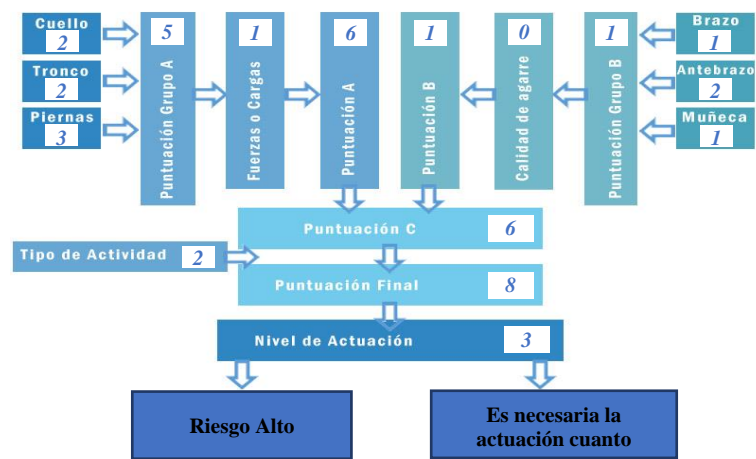 Cuello
2
Tronco
2
Piernas
3
5
Puntuación Grupo A
1
Fuerzas o Cargas
6
Puntuación A
1
Puntuación B
0
Calidad de agarre
1
Puntuación Grupo B
Brazo
1
Antebrazo
2
Muñeca
1
Puntuación C 6
Tipo de Actividad 2
Puntuación Final 8
Nivel de Actuación 3
Riesgo Alto
Es necesaria la
actuación cuanto